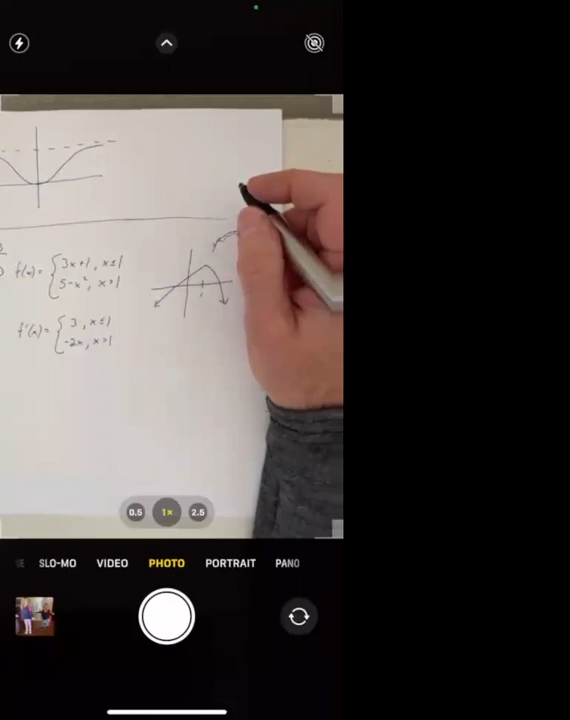 f(x)= { 3x+1 , x≤1
5-x², x>1
f'(x)= { 3 , x≤1
-2x, x>1
0.5 1× 2.5
SLO-MO VIDEO PHOTO PORTRAIT PANO